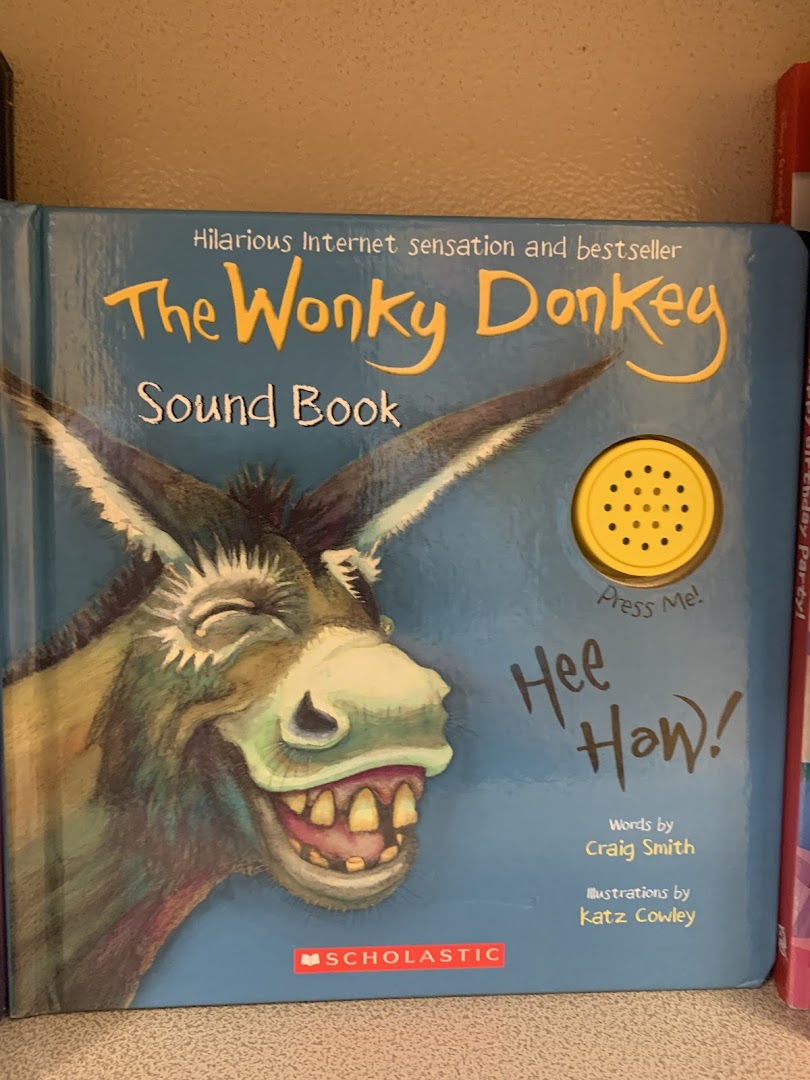 Hilarious Internet sensation and bestseller
The Wonky Donkey
Sound Book
Press Me!
Hee
Haw!
Words by
Craig Smith
Illustrations by
Katz Cowley
SCHOLASTIC
Party!